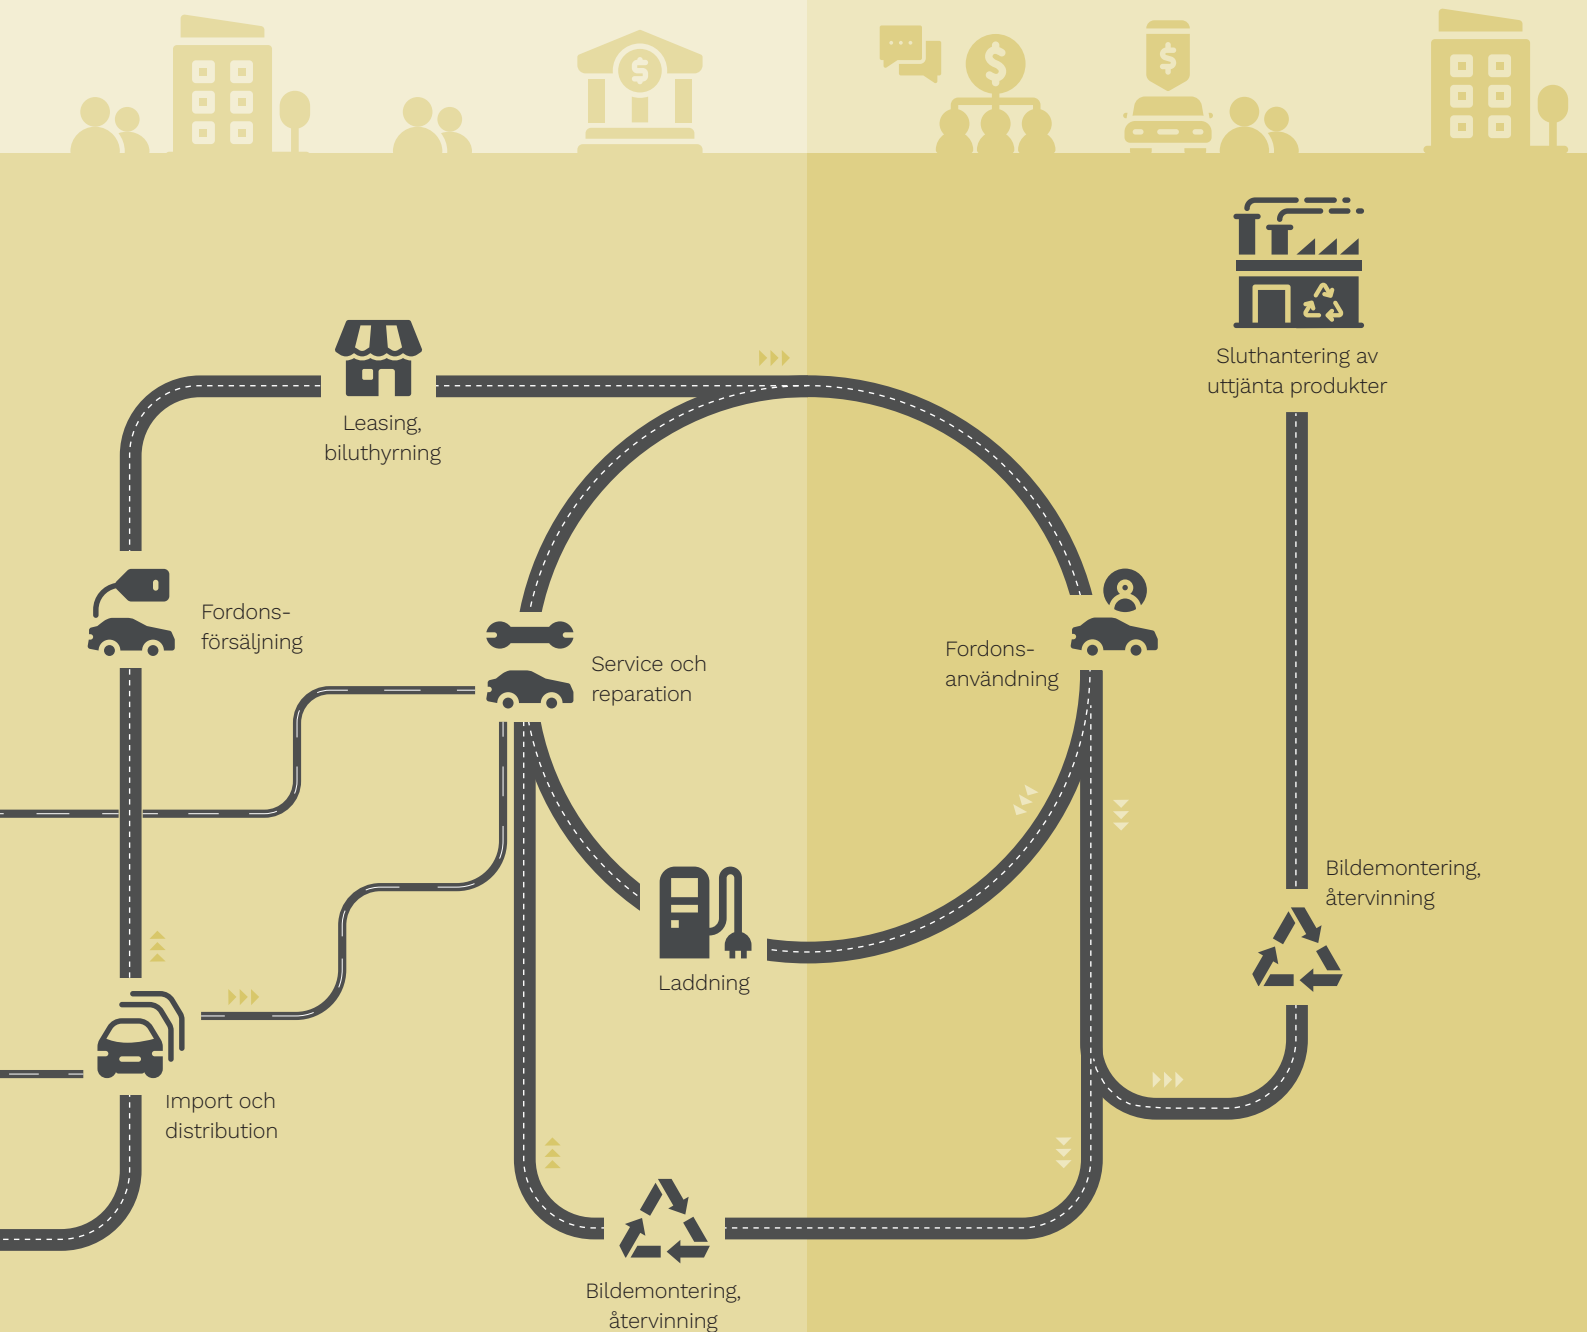 Sluthantering av
uttjänta produkter
Leasing,
biluthyrning
Fordons-
försäljning
Service och
reparation
Fordons-
användning
Bildemontering,
återvinning
Laddning
Import och
distribution
Bildemontering,
återvinning